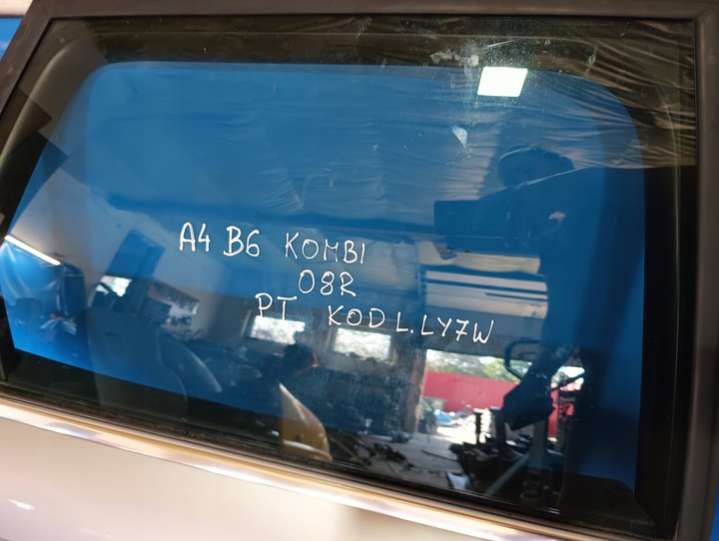 A4 B6 KOMBI
08R
PT KOD L.LY7W